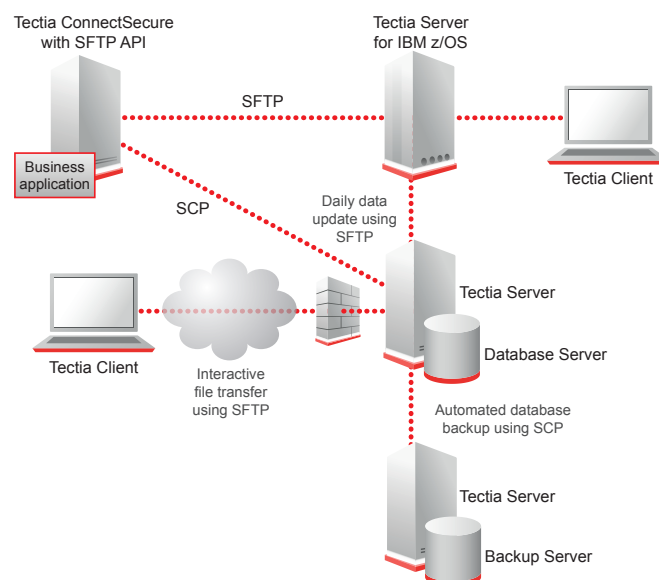 Tectia ConnectSecure
with SFTP API
Tectia Server
for IBM z/OS
SFTP
Business
application
Tectia Client
SCP
Daily data
update using
SFTP
Tectia Server
Database Server
Tectia Client
Interactive
file transfer
using SFTP
Automated database
backup using SCP
Tectia Server
Backup Server